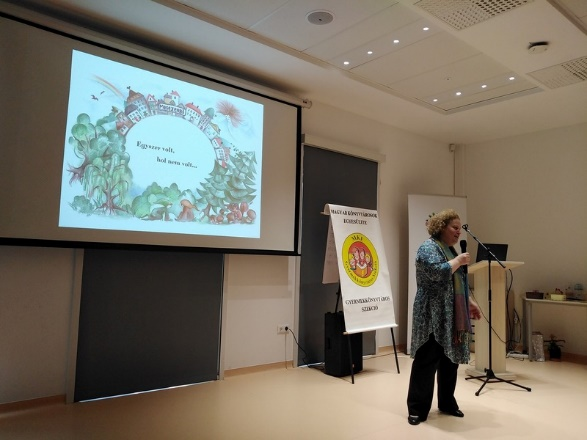 Egyszer volt,
hol nem volt...
MAGYAR KÖNYVTÁROSOK
EGYESÜLETE
GYERMEKKÖNYVTÁROS
SZEKCIÓ